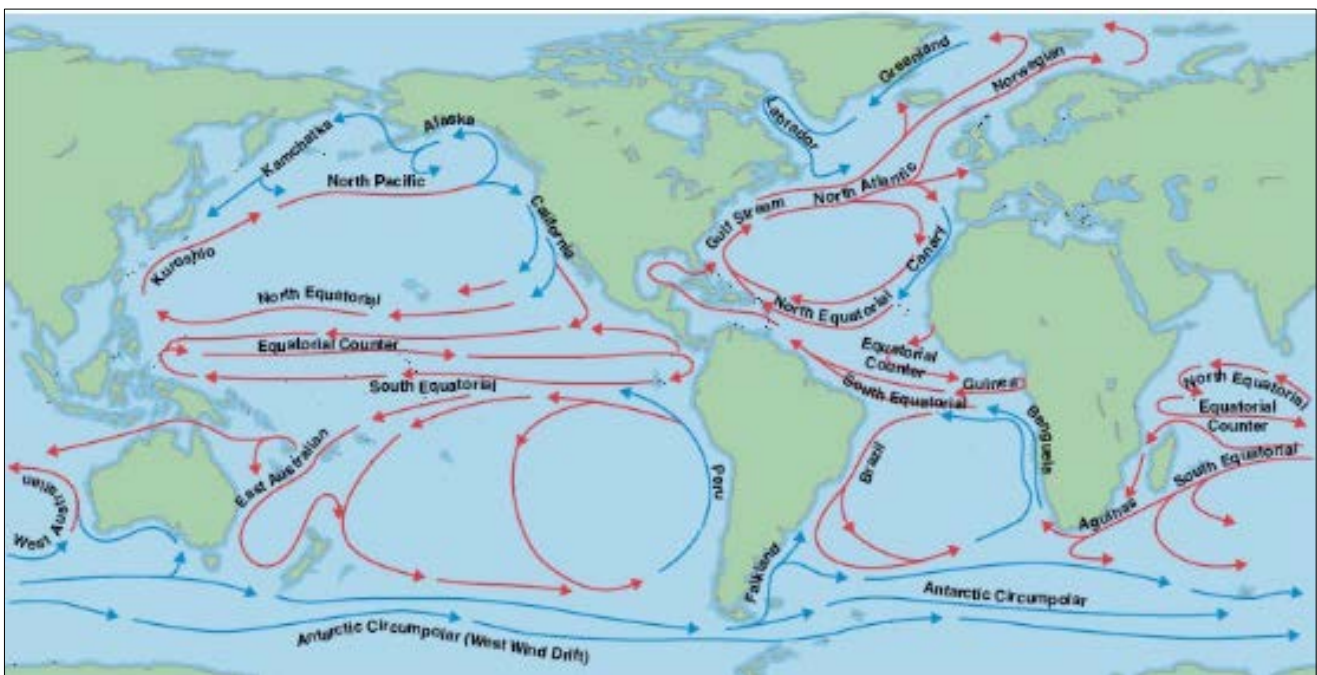 Greenland
Norwegian
Labrador
Alaska
Kamchatka
North Pacific
North Atlantic
Gulf Stream
California
Canary
Kuroshio
North Equatorial
North Equatorial
Equatorial Counter
Equatorial
Counter
South Equatorial
Guinea
South Equatorial
North Equatorial
Equatorial
Counter
South Equatorial
Benguela
Brazil
Peru
East Australian
West Australian
Agulhas
Falkland
Antarctic Circumpolar
Antarctic Circumpolar (West Wind Drift)